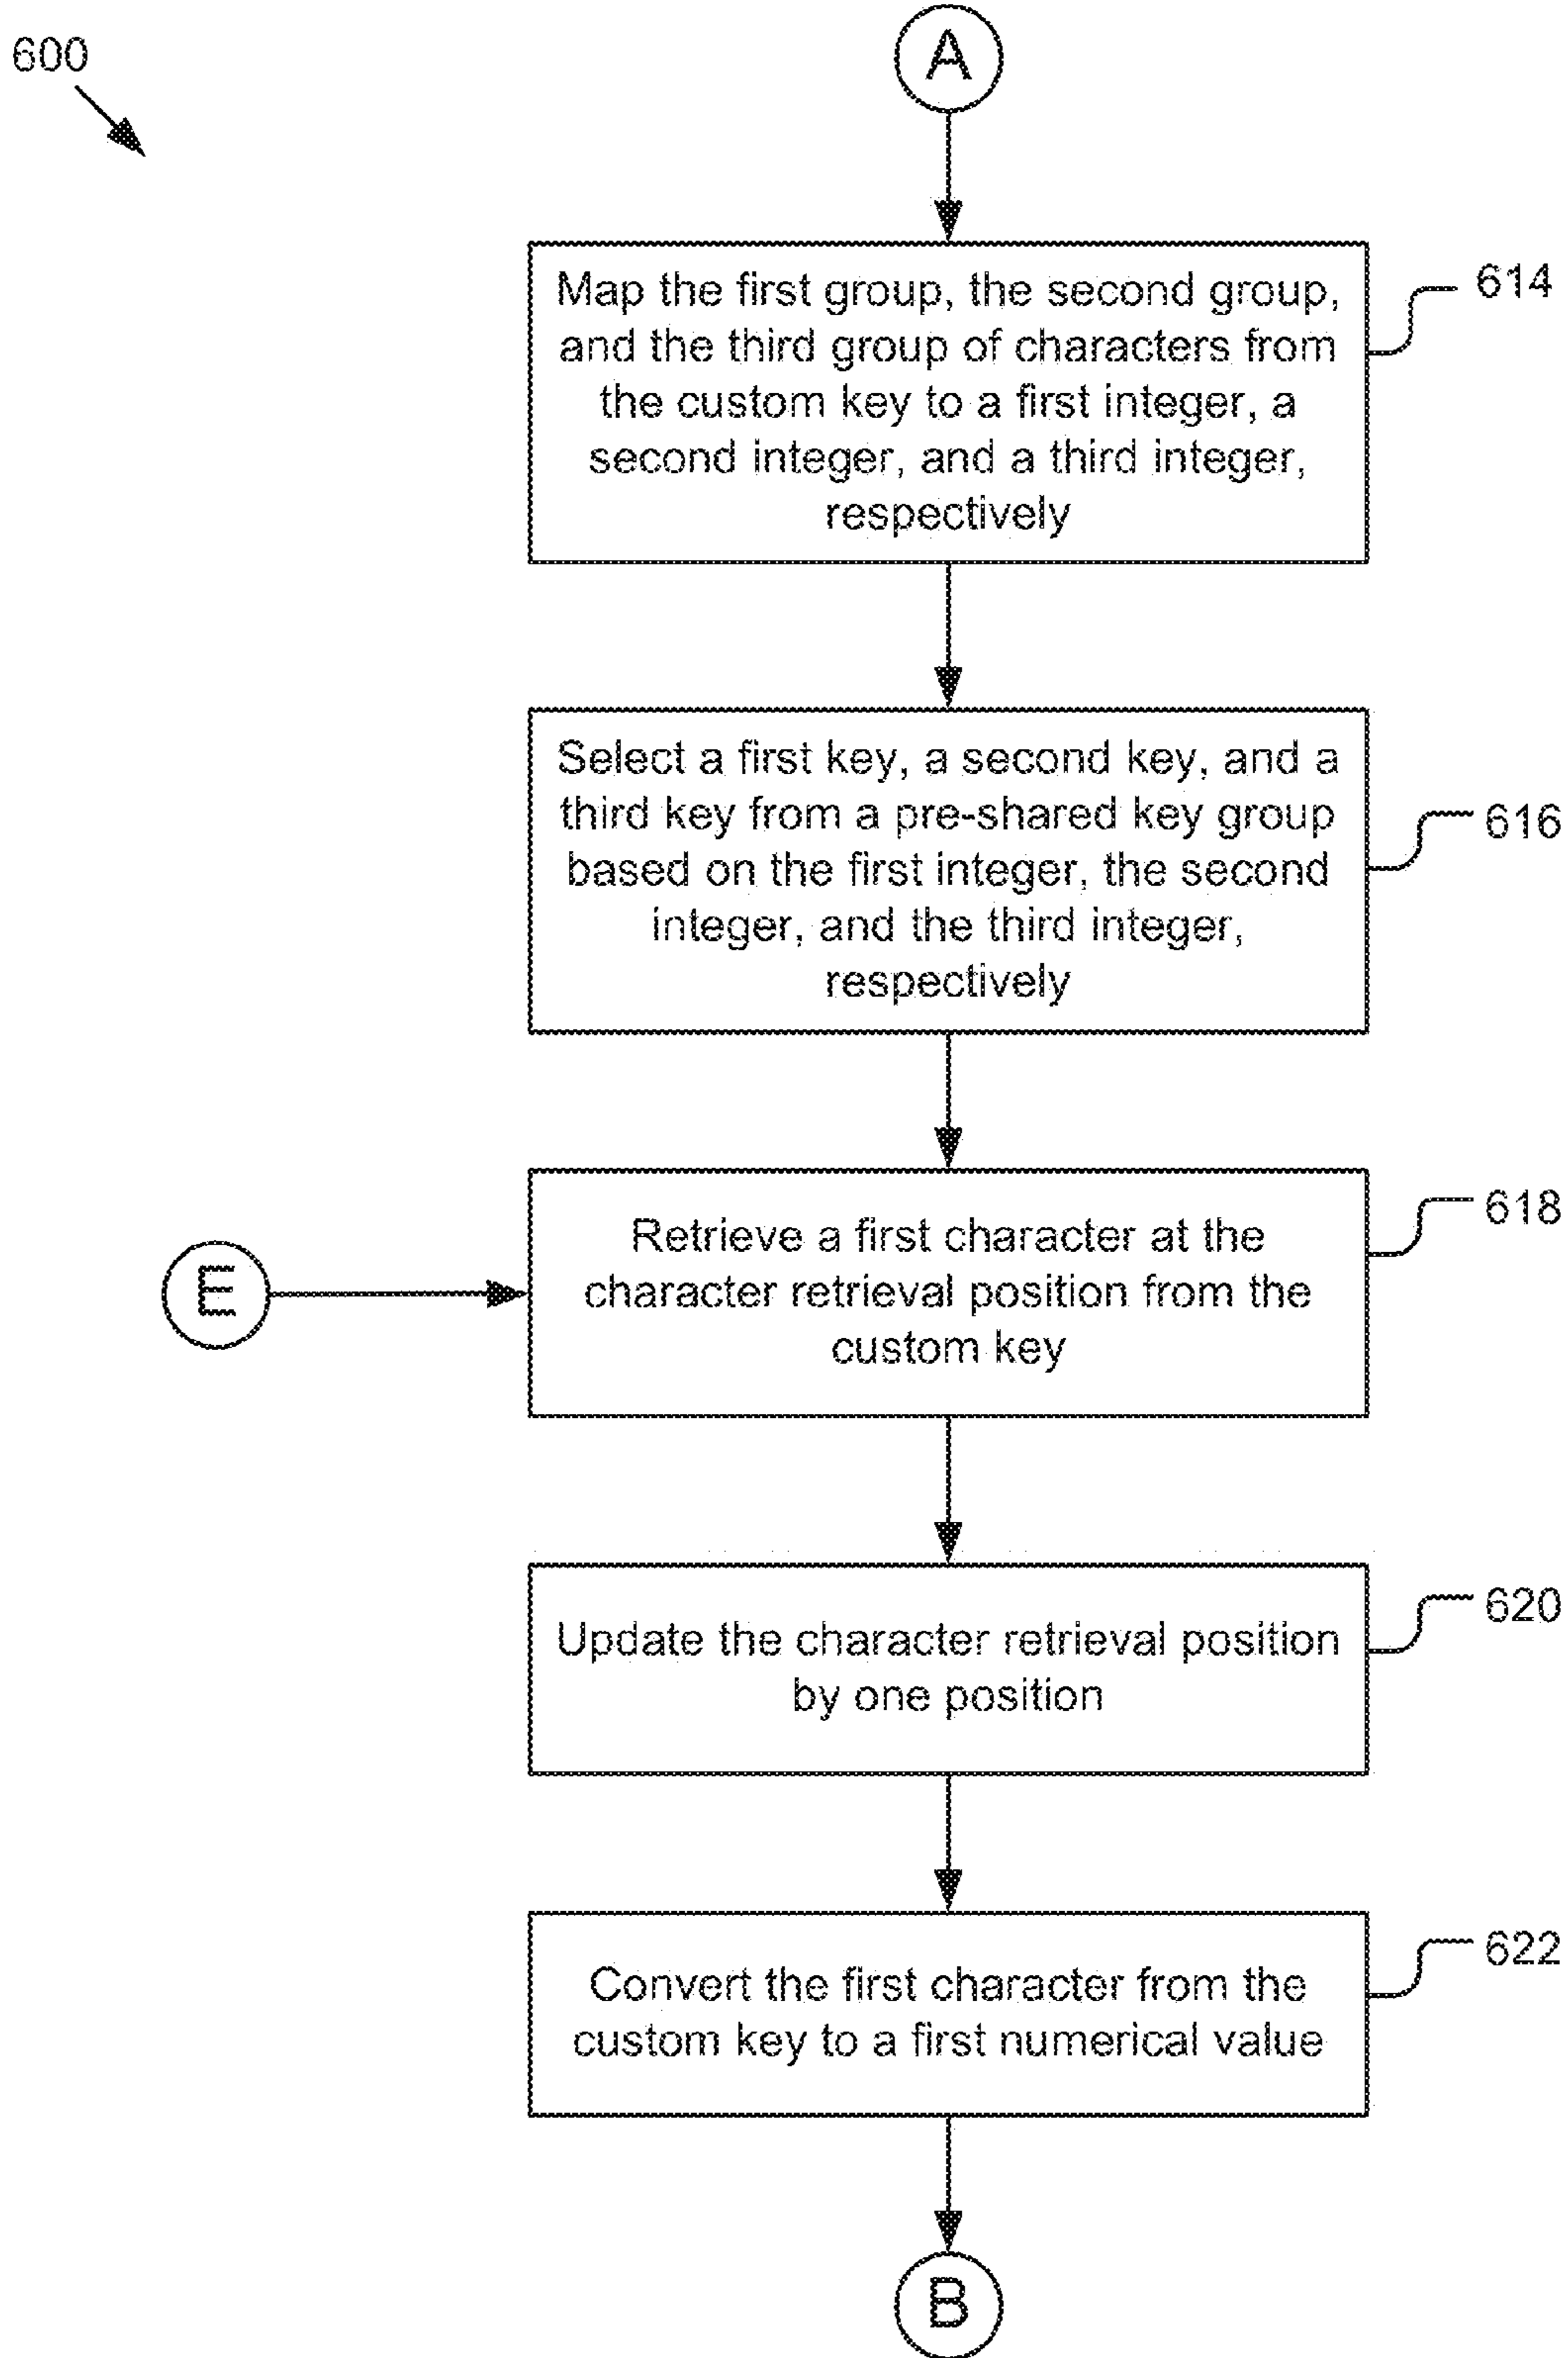 600
A
Map the first group, the second group,
and the third group of characters from
the custom key to a first integer, a
second integer, and a third integer,
respectively
614
Select a first key, a second key, and a
third key from a pre-shared key group
based on the first integer, the second
integer, and the third integer,
respectively
616
E
Retrieve a first character at the
character retrieval position from the
custom key
618
Update the character retrieval position
by one position
620
Convert the first character from the
custom key to a first numerical value
622
B